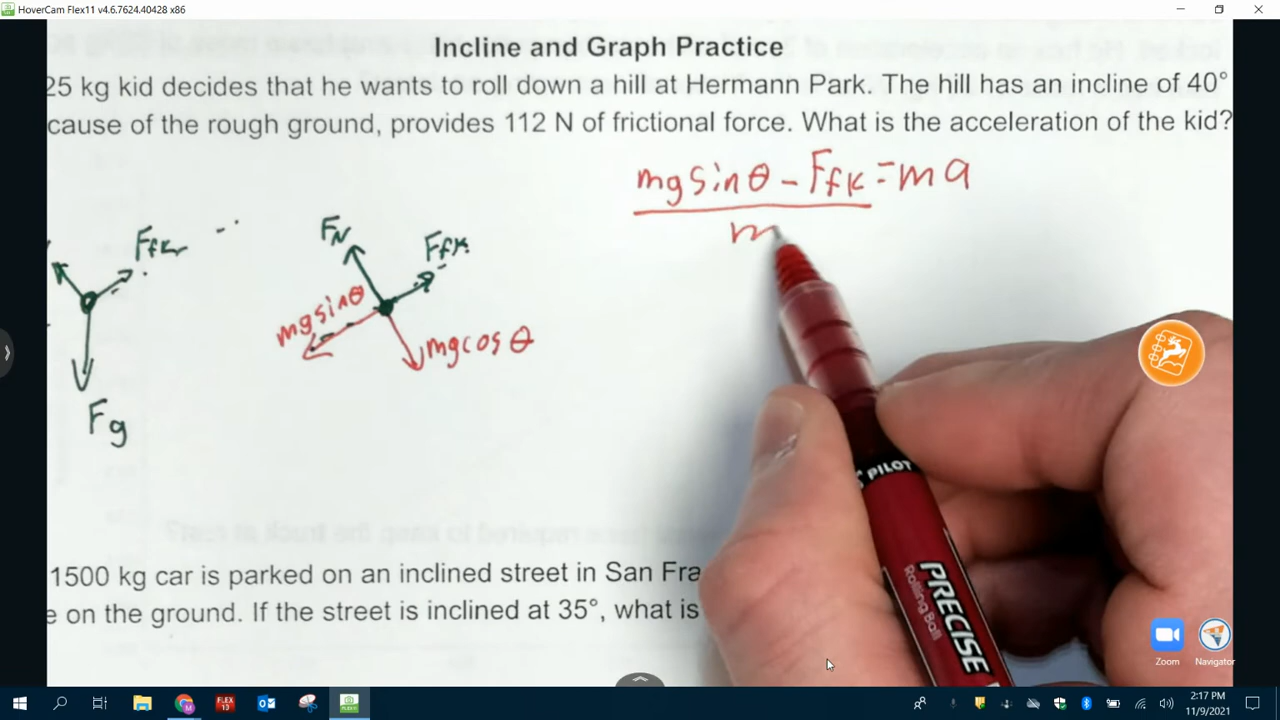 HoverCam Flex11 v4.6.7624.40428 x86
Incline and Graph Practice
25 kg kid decides that he wants to roll down a hill at Hermann Park. The hill has an incline of 40°
cause of the rough ground, provides 112 N of frictional force. What is the acceleration of the kid?
mg sin θ - Ffk = ma
m
Ffk
FN
Ffk
mg sin θ
mg cos θ
Fg
1500 kg car is parked on an inclined street in San Fra
e on the ground. If the street is inclined at 35°, what is
PILOT
PRECISE
Rolling Ball
Zoom
Navigator
FLEX
2:17 PM
11/9/2021